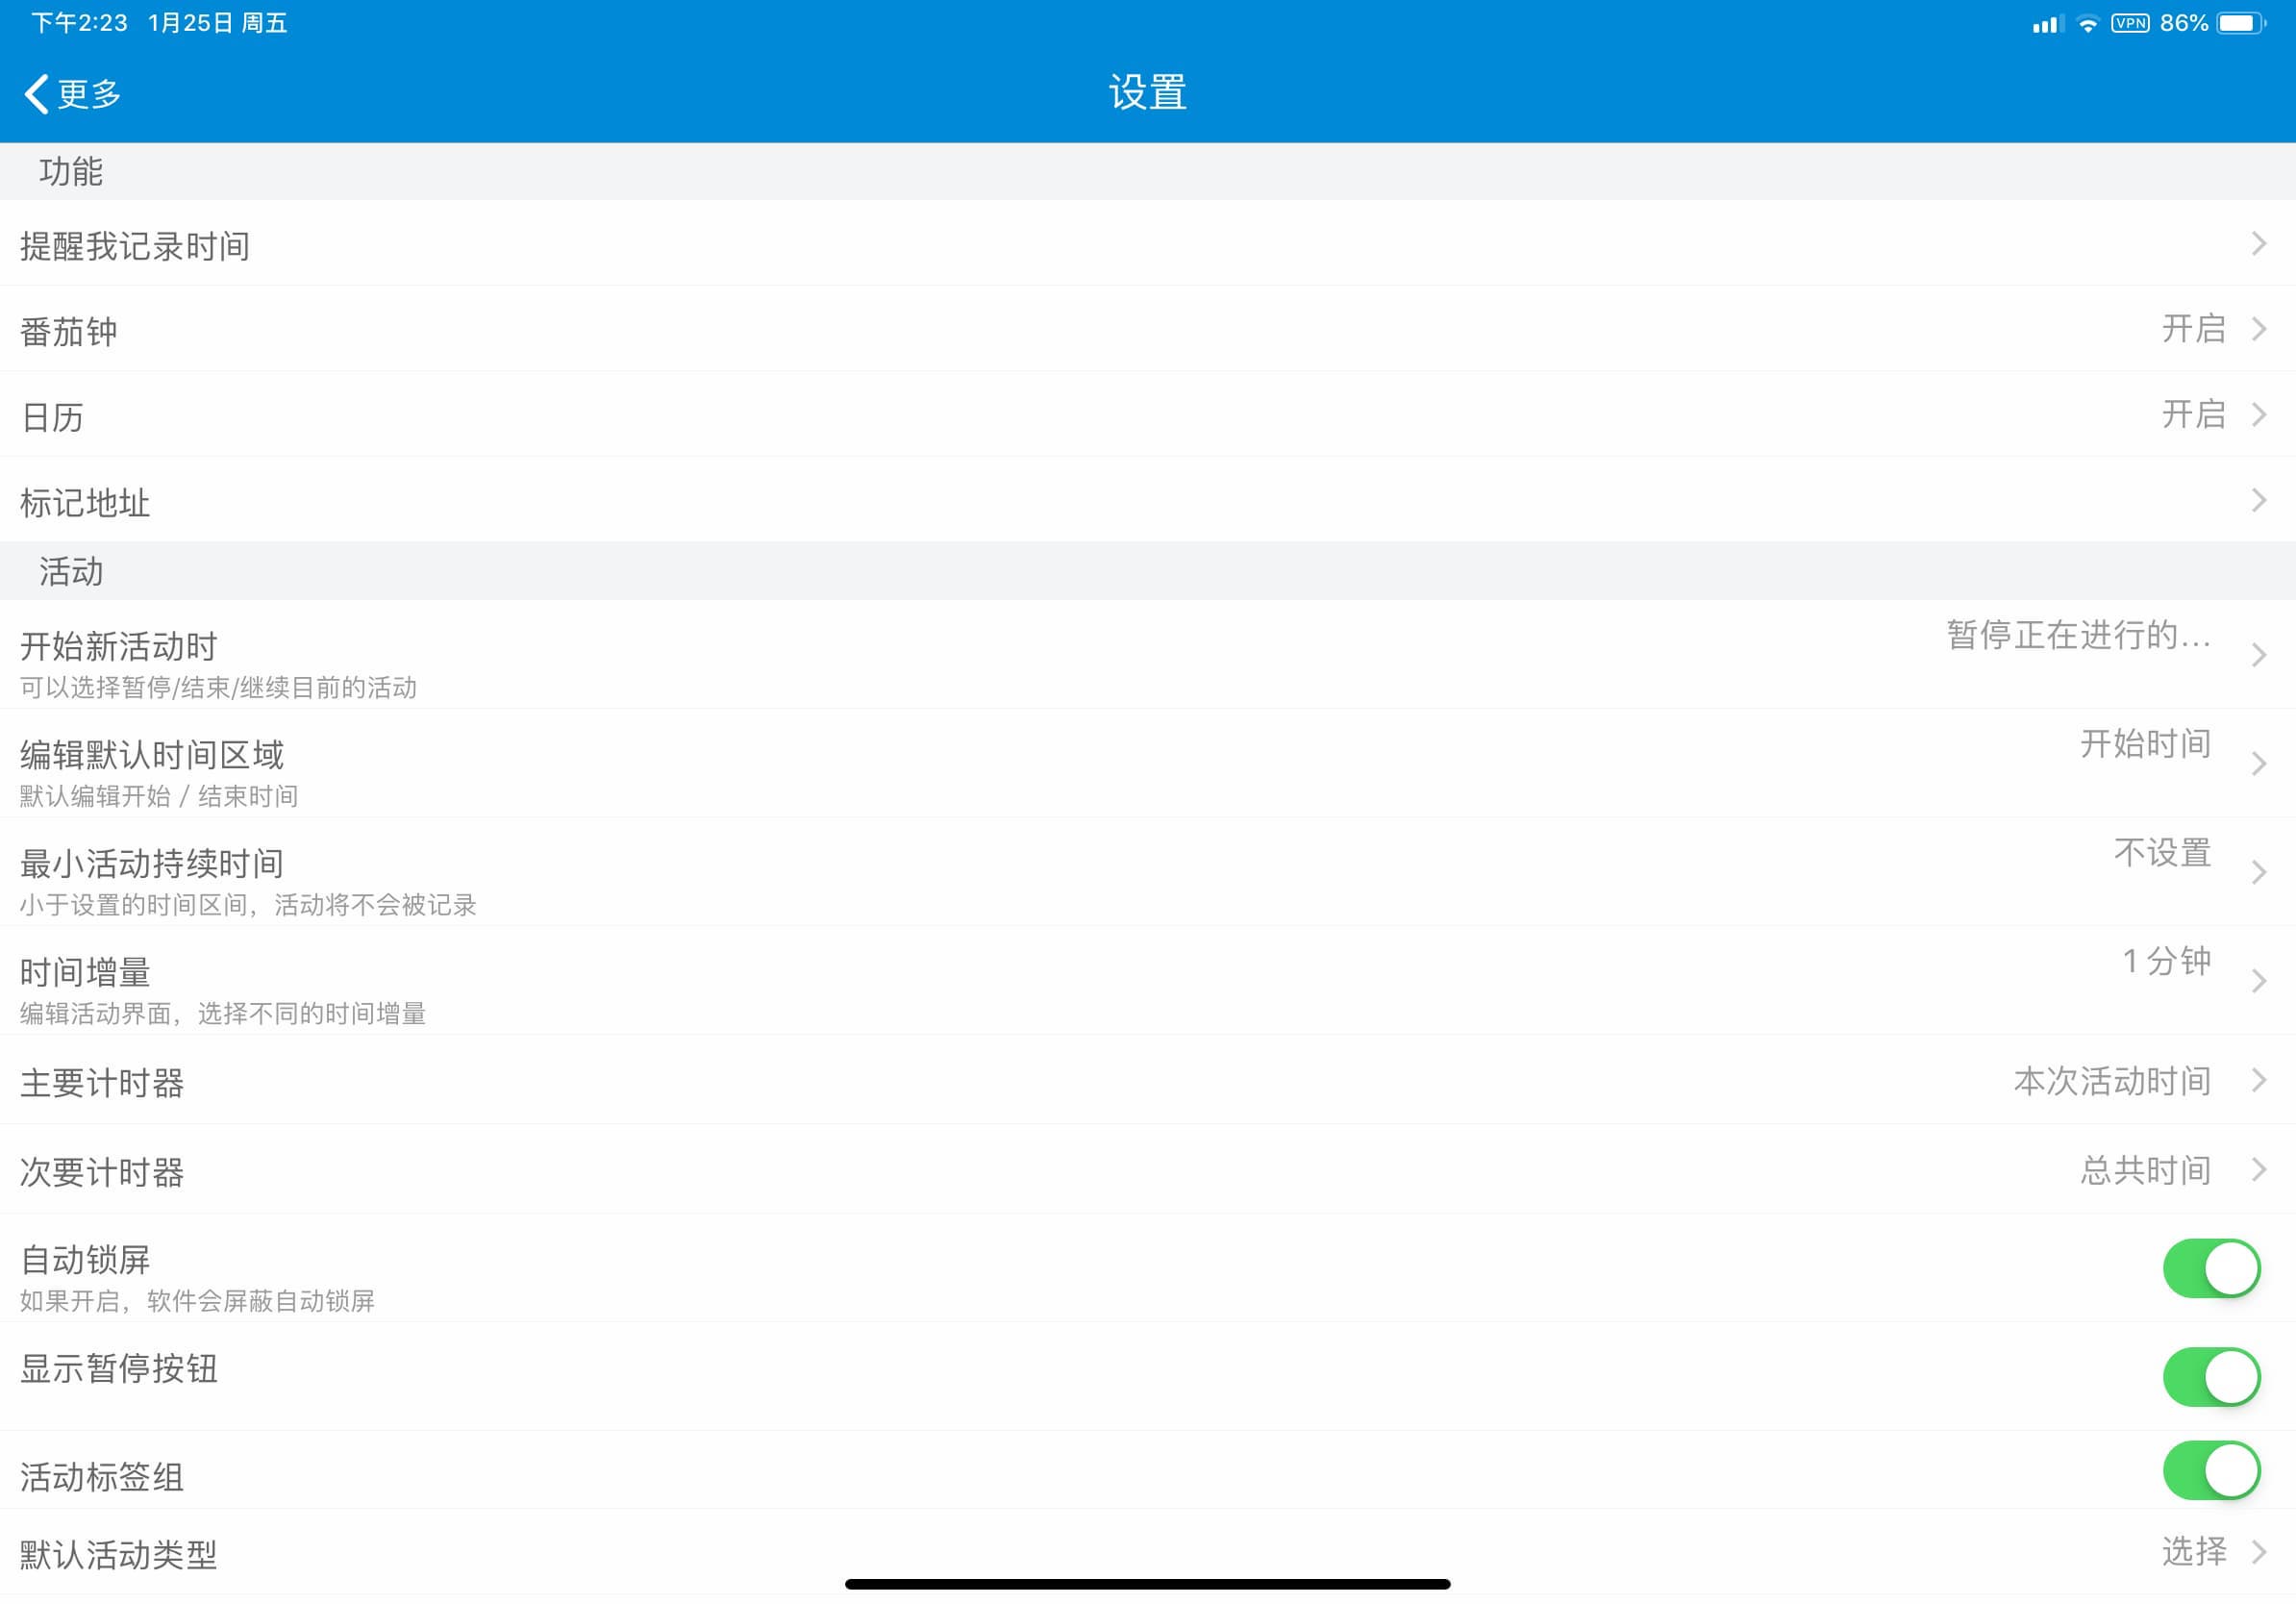 下午2:23 1月25日 周五 VPN 86%
更多 设置
功能
提醒我记录时间
番茄钟 开启
日历 开启
标记地址
活动
开始新活动时 暂停正在进行的...
可以选择暂停/结束/继续目前的活动
编辑默认时间区域 开始时间
默认编辑开始 / 结束时间
最小活动持续时间 不设置
小于设置的时间区间，活动将不会被记录
时间增量 1 分钟
编辑活动界面，选择不同的时间增量
主要计时器 本次活动时间
次要计时器 总共时间
自动锁屏
如果开启，软件会屏蔽自动锁屏
显示暂停按钮
活动标签组
默认活动类型 选择